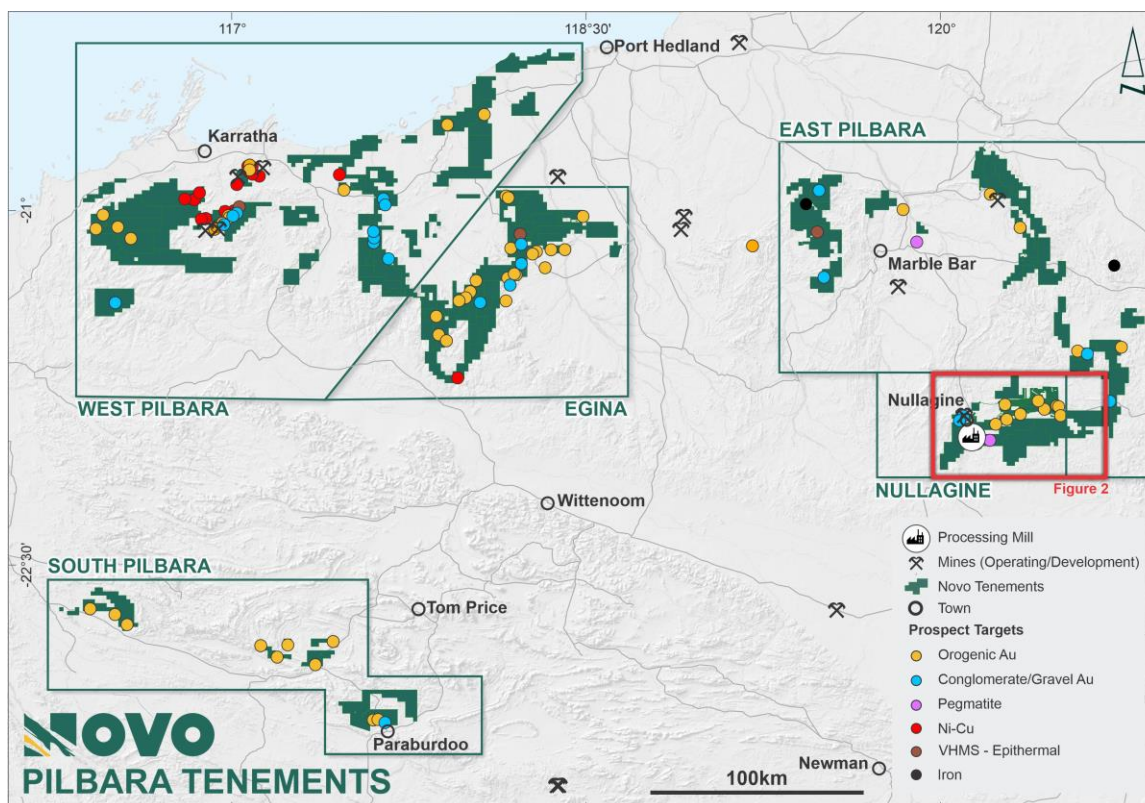 117°
118°30'
120°
Port Hedland
Karratha
EAST PILBARA
-21°
Marble Bar
WEST PILBARA
EGINA
Nullagine
NULLAGINE
Figure 2
Wittenoom
-22°30'
SOUTH PILBARA
Tom Price
Paraburdoo
Newman
100km
Processing Mill
Mines (Operating/Development)
Novo Tenements
Town
Prospect Targets
Orogenic Au
Conglomerate/Gravel Au
Pegmatite
Ni-Cu
VHMS - Epithermal
Iron
NOVO
PILBARA TENEMENTS